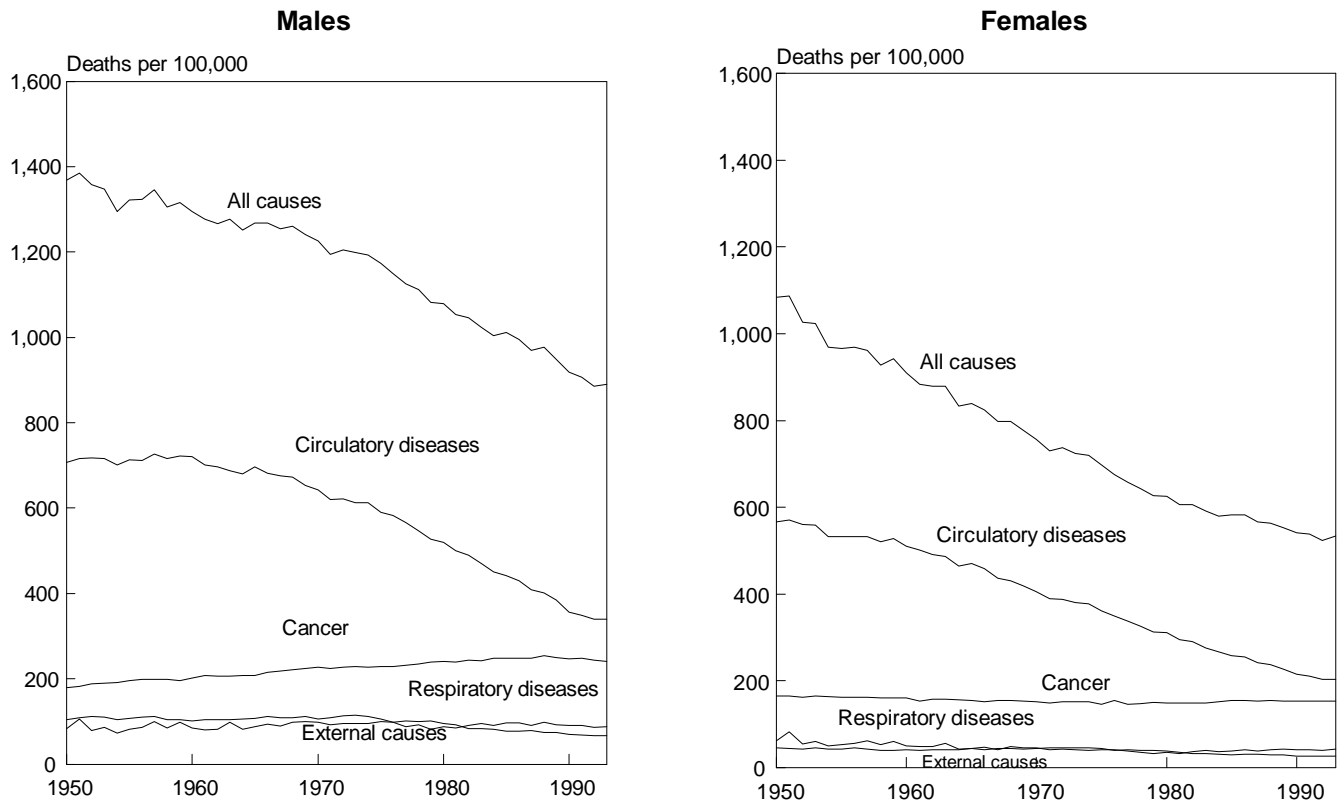 Males
Deaths per 100,000
1,600
1,400
1,200
1,000
800
600
400
200
0
All causes
Circulatory diseases
Cancer
Respiratory diseases
External causes
1950 1960 1970 1980 1990
Females
Deaths per 100,000
1,600
1,400
1,200
1,000
800
600
400
200
0
All causes
Circulatory diseases
Cancer
Respiratory diseases
External causes
1950 1960 1970 1980 1990